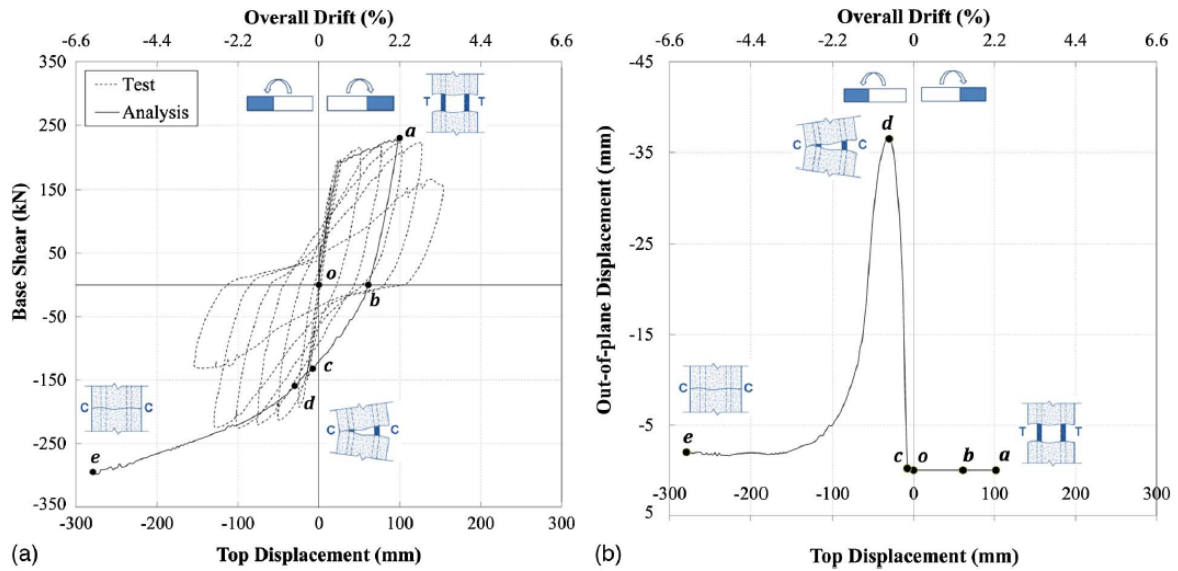 Overall Drift (%)
-6.6 -4.4 -2.2 0 2.2 4.4 6.6
350
250
150
50
-50
-150
-250
-350
Base Shear (kN)
Test
Analysis
T T
a
o
b
c
d
C C
C C
e
-300 -200 -100 0 100 200 300
(a) Top Displacement (mm)
Overall Drift (%)
-6.6 -4.4 -2.2 0 2.2 4.4 6.6
-45
-35
-25
-15
-5
5
Out-of-plane Displacement (mm)
d
C C
C C
T T
e
c o b a
-300 -200 -100 0 100 200 300
(b) Top Displacement (mm)